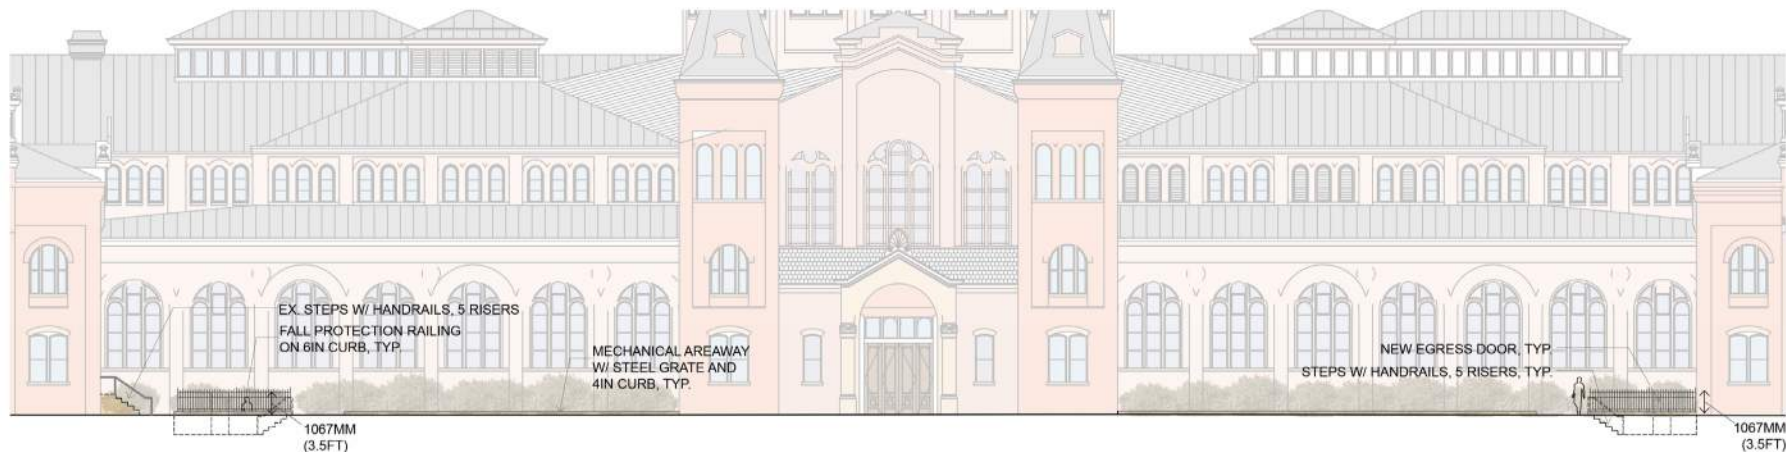 EX. STEPS W/ HANDRAILS, 5 RISERS
FALL PROTECTION RAILING
ON 6IN CURB, TYP.
MECHANICAL AREAWAY
W/ STEEL GRATE AND
4IN CURB, TYP.
NEW EGRESS DOOR, TYP.
STEPS W/ HANDRAILS, 5 RISERS, TYP.
1067MM
(3.5FT)
1067MM
(3.5FT)